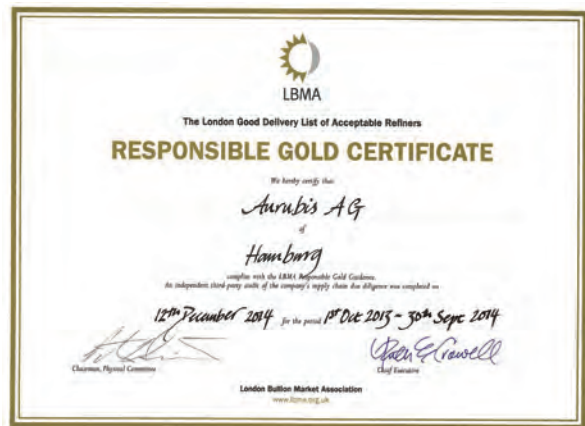 LBMA
The London Good Delivery List of Acceptable Refiners
RESPONSIBLE GOLD CERTIFICATE
We hereby certify that
Aurubis AG
of
Hamburg
complies with the LBMA Responsible Gold Guidance.
An independent third party audit of the company's supply chain due diligence was completed on
12th December 2014 for the period 1st Oct 2013 - 30th Sept 2014
Chairman, Physical Committee
Chief Executive
London Bullion Market Association
www.lbma.org.uk